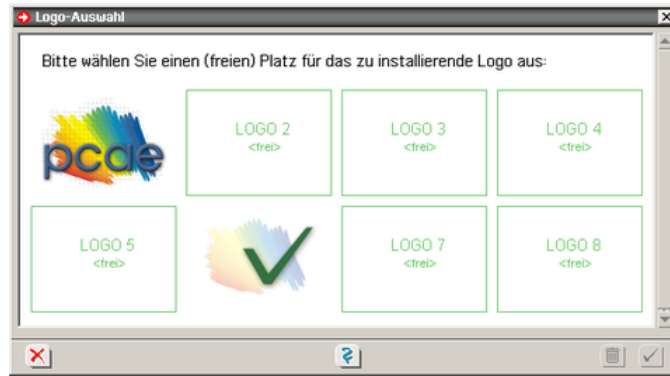 Logo-Auswahl
Bitte wählen Sie einen (freien) Platz für das zu installierende Logo aus:
pcae
LOGO 2
<frei>
LOGO 3
<frei>
LOGO 4
<frei>
LOGO 5
<frei>
LOGO 7
<frei>
LOGO 8
<frei>